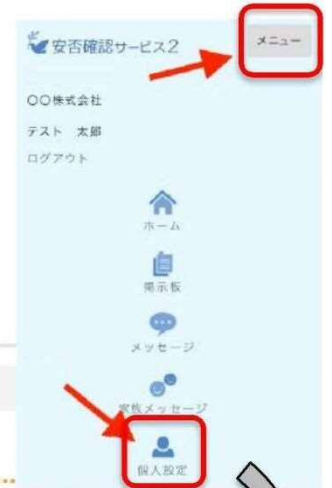 安否確認サービス2
メニュー
〇〇株式会社
テスト 太郎
ログアウト
ホーム
掲示板
メッセージ
家族メッセージ
個人設定